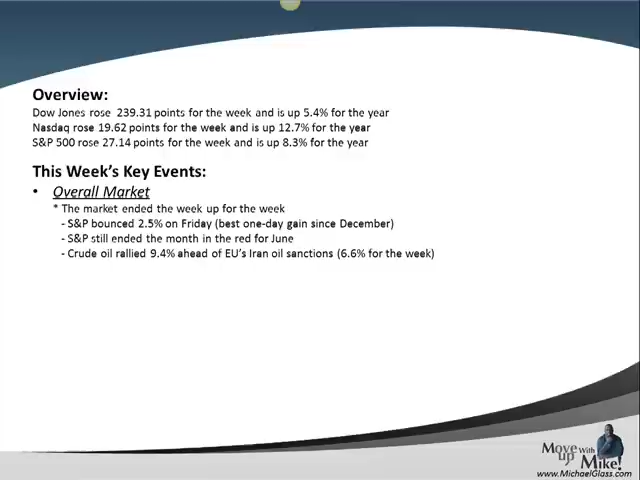 Overview:
Dow Jones rose  239.31 points for the week and is up 5.4% for the year
Nasdaq rose 19.62 points for the week and is up 12.7% for the year
S&P 500 rose 27.14 points for the week and is up 8.3% for the year
This Week's Key Events:
• Overall Market
* The market ended the week up for the week
- S&P bounced 2.5% on Friday (best one-day gain since December)
- S&P still ended the month in the red for June
- Crude oil rallied 9.4% ahead of EU's Iran oil sanctions (6.6% for the week)
Move up With Mike!
www.MichaelGlass.com